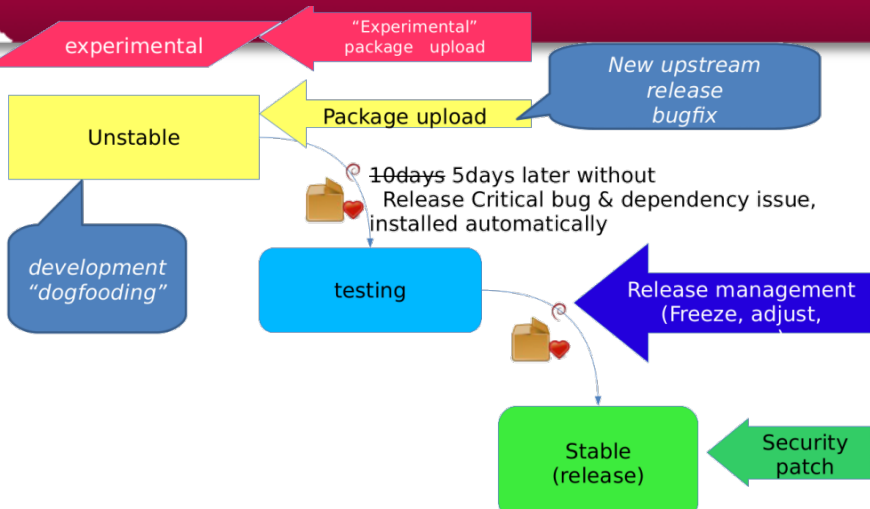 experimental
“Experimental”
package upload
New upstream
release
bugfix
Package upload
Unstable
10days 5days later without
Release Critical bug & dependency issue,
installed automatically
development
“dogfooding”
testing
Release management
(Freeze, adjust,
Stable
(release)
Security
patch